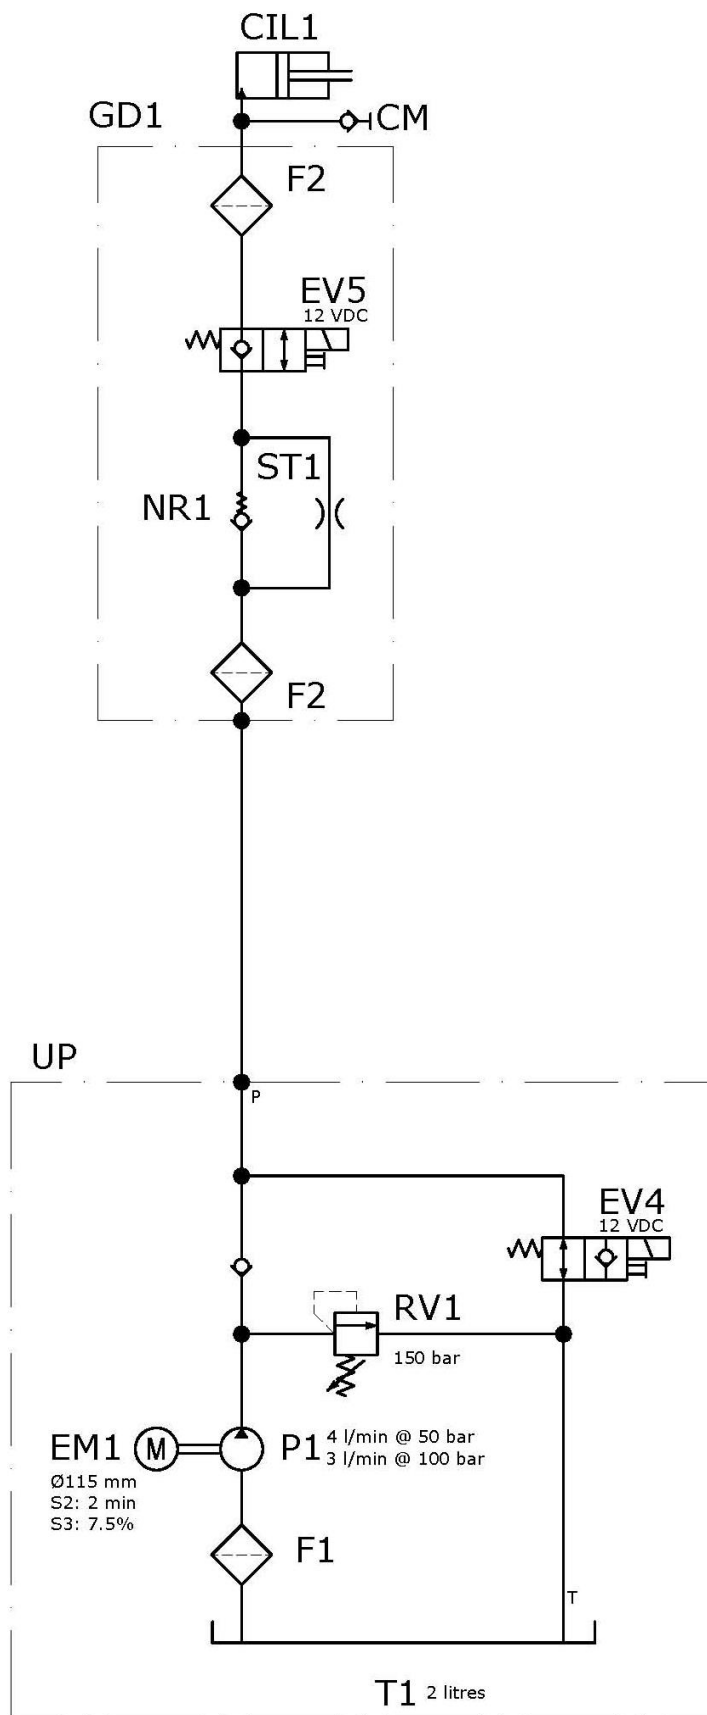 CIL1
GD1
CM
F2
EV5
12 VDC
ST1
NR1
F2
UP
P
EV4
12 VDC
RV1
150 bar
EM1
M
P1
4 l/min @ 50 bar
3 l/min @ 100 bar
Ø115 mm
S2: 2 min
S3: 7.5%
F1
T
T1 2 litres